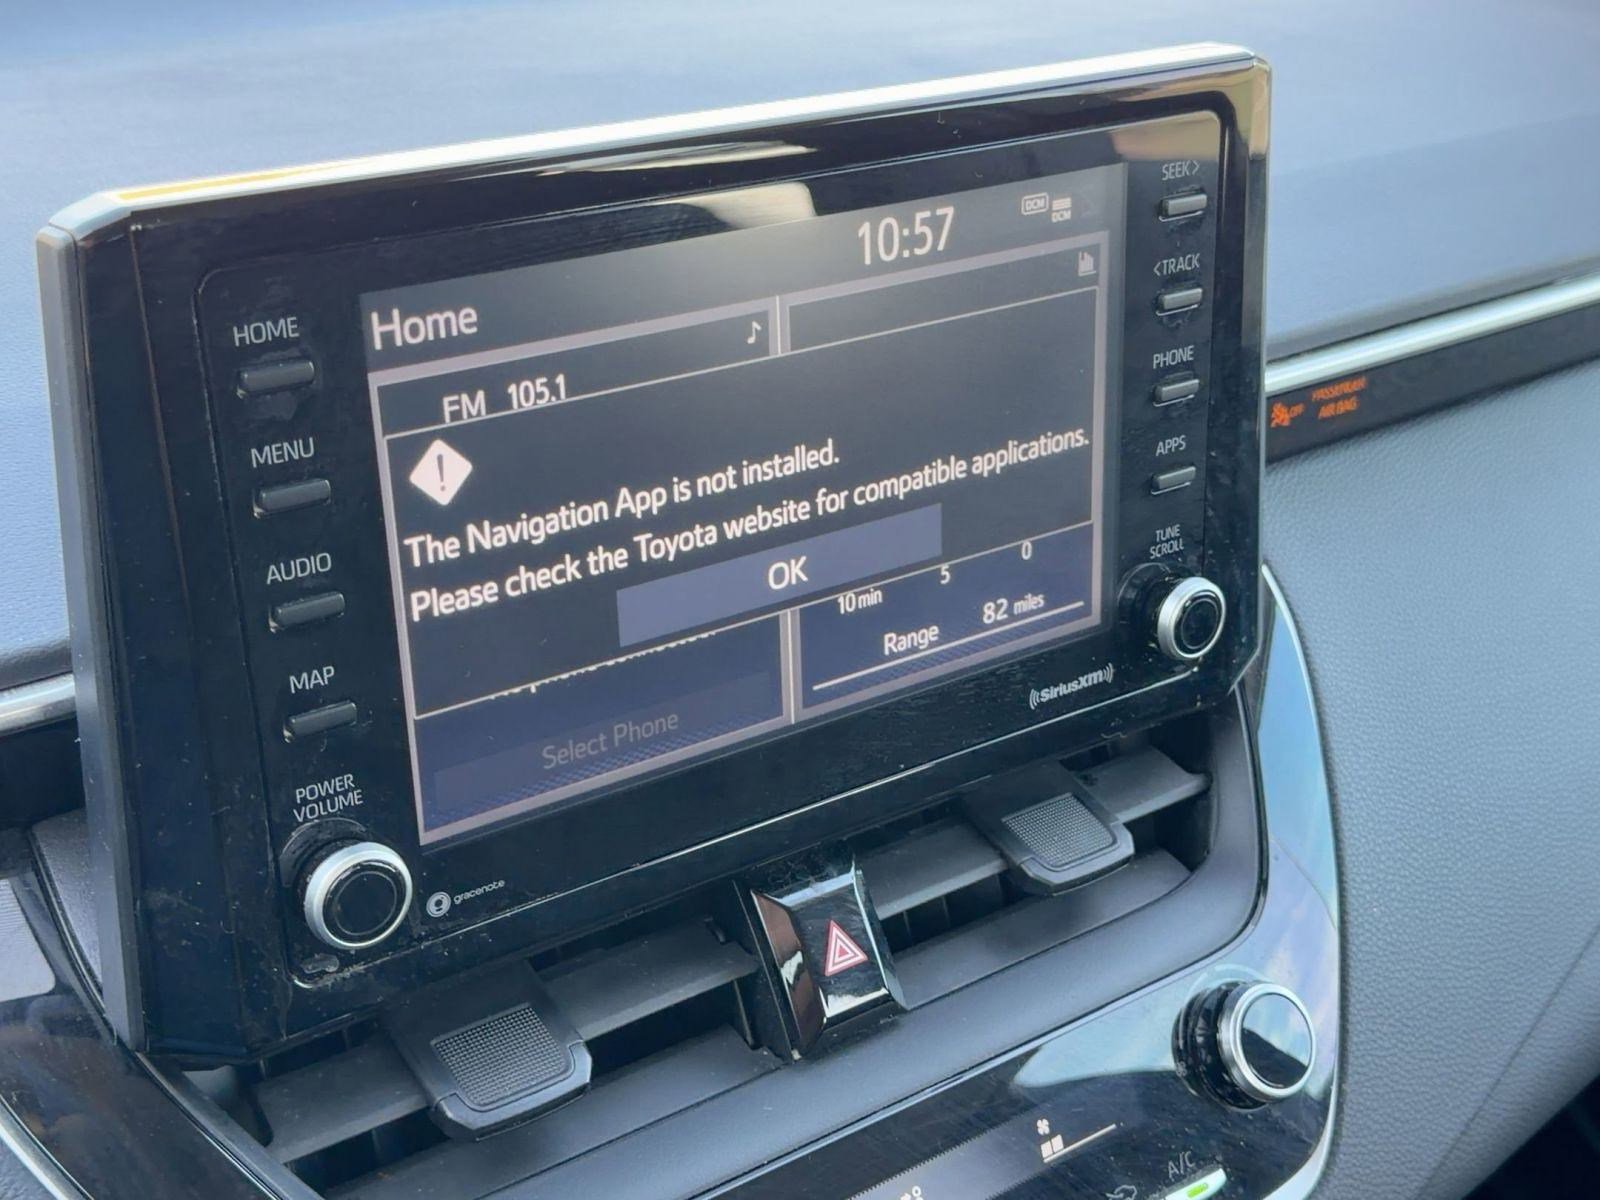 SEEK>
10:57
DCM
DCM
<TRACK
HOME
Home
PHONE
FM 105.1
OFF
PASSENGER
AIR BAG
MENU
APPS
!
The Navigation App is not installed.
Please check the Toyota website for compatible applications.
OK
TUNE
SCROLL
AUDIO
10 min 5 0
Range 82 miles
MAP
Select Phone
SiriusXM
POWER
VOLUME
gracenote
A/C